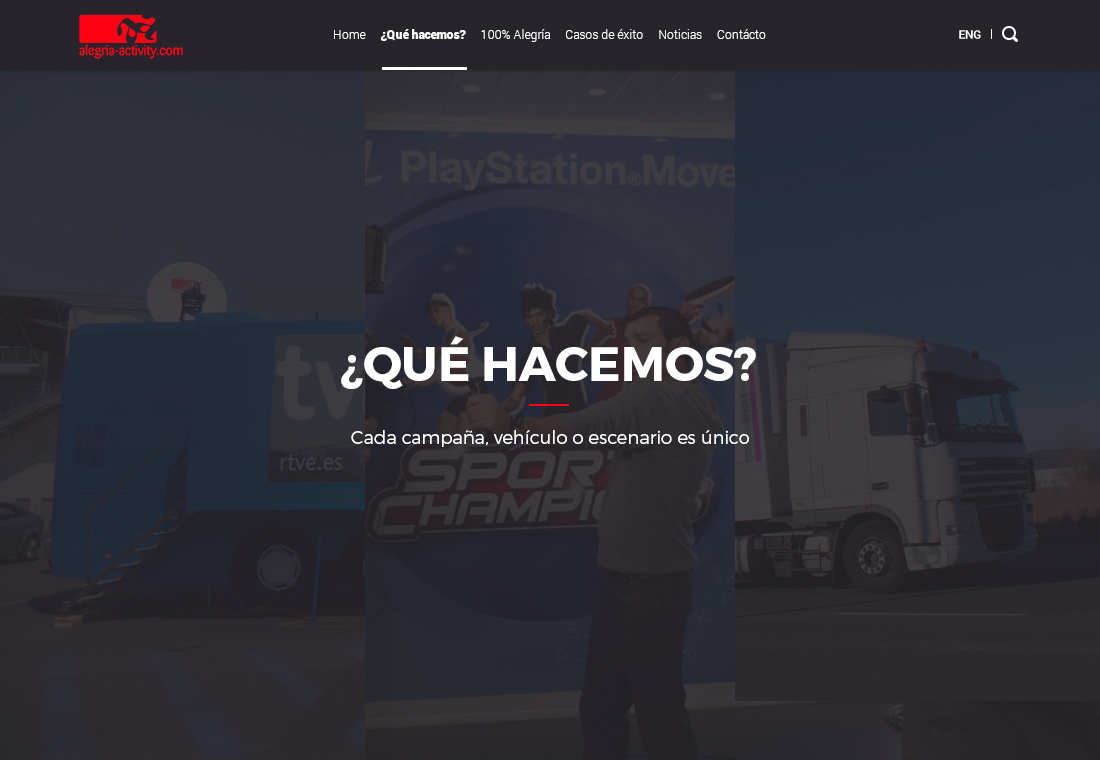 alegria-activity.com
Home
¿Qué hacemos?
100% Alegría
Casos de éxito
Noticias
Contácto
ENG
PlayStation®Move
¿QUÉ HACEMOS?
Cada campaña, vehículo o escenario es único
tv
rtve.es
SPORT
CHAMPIO